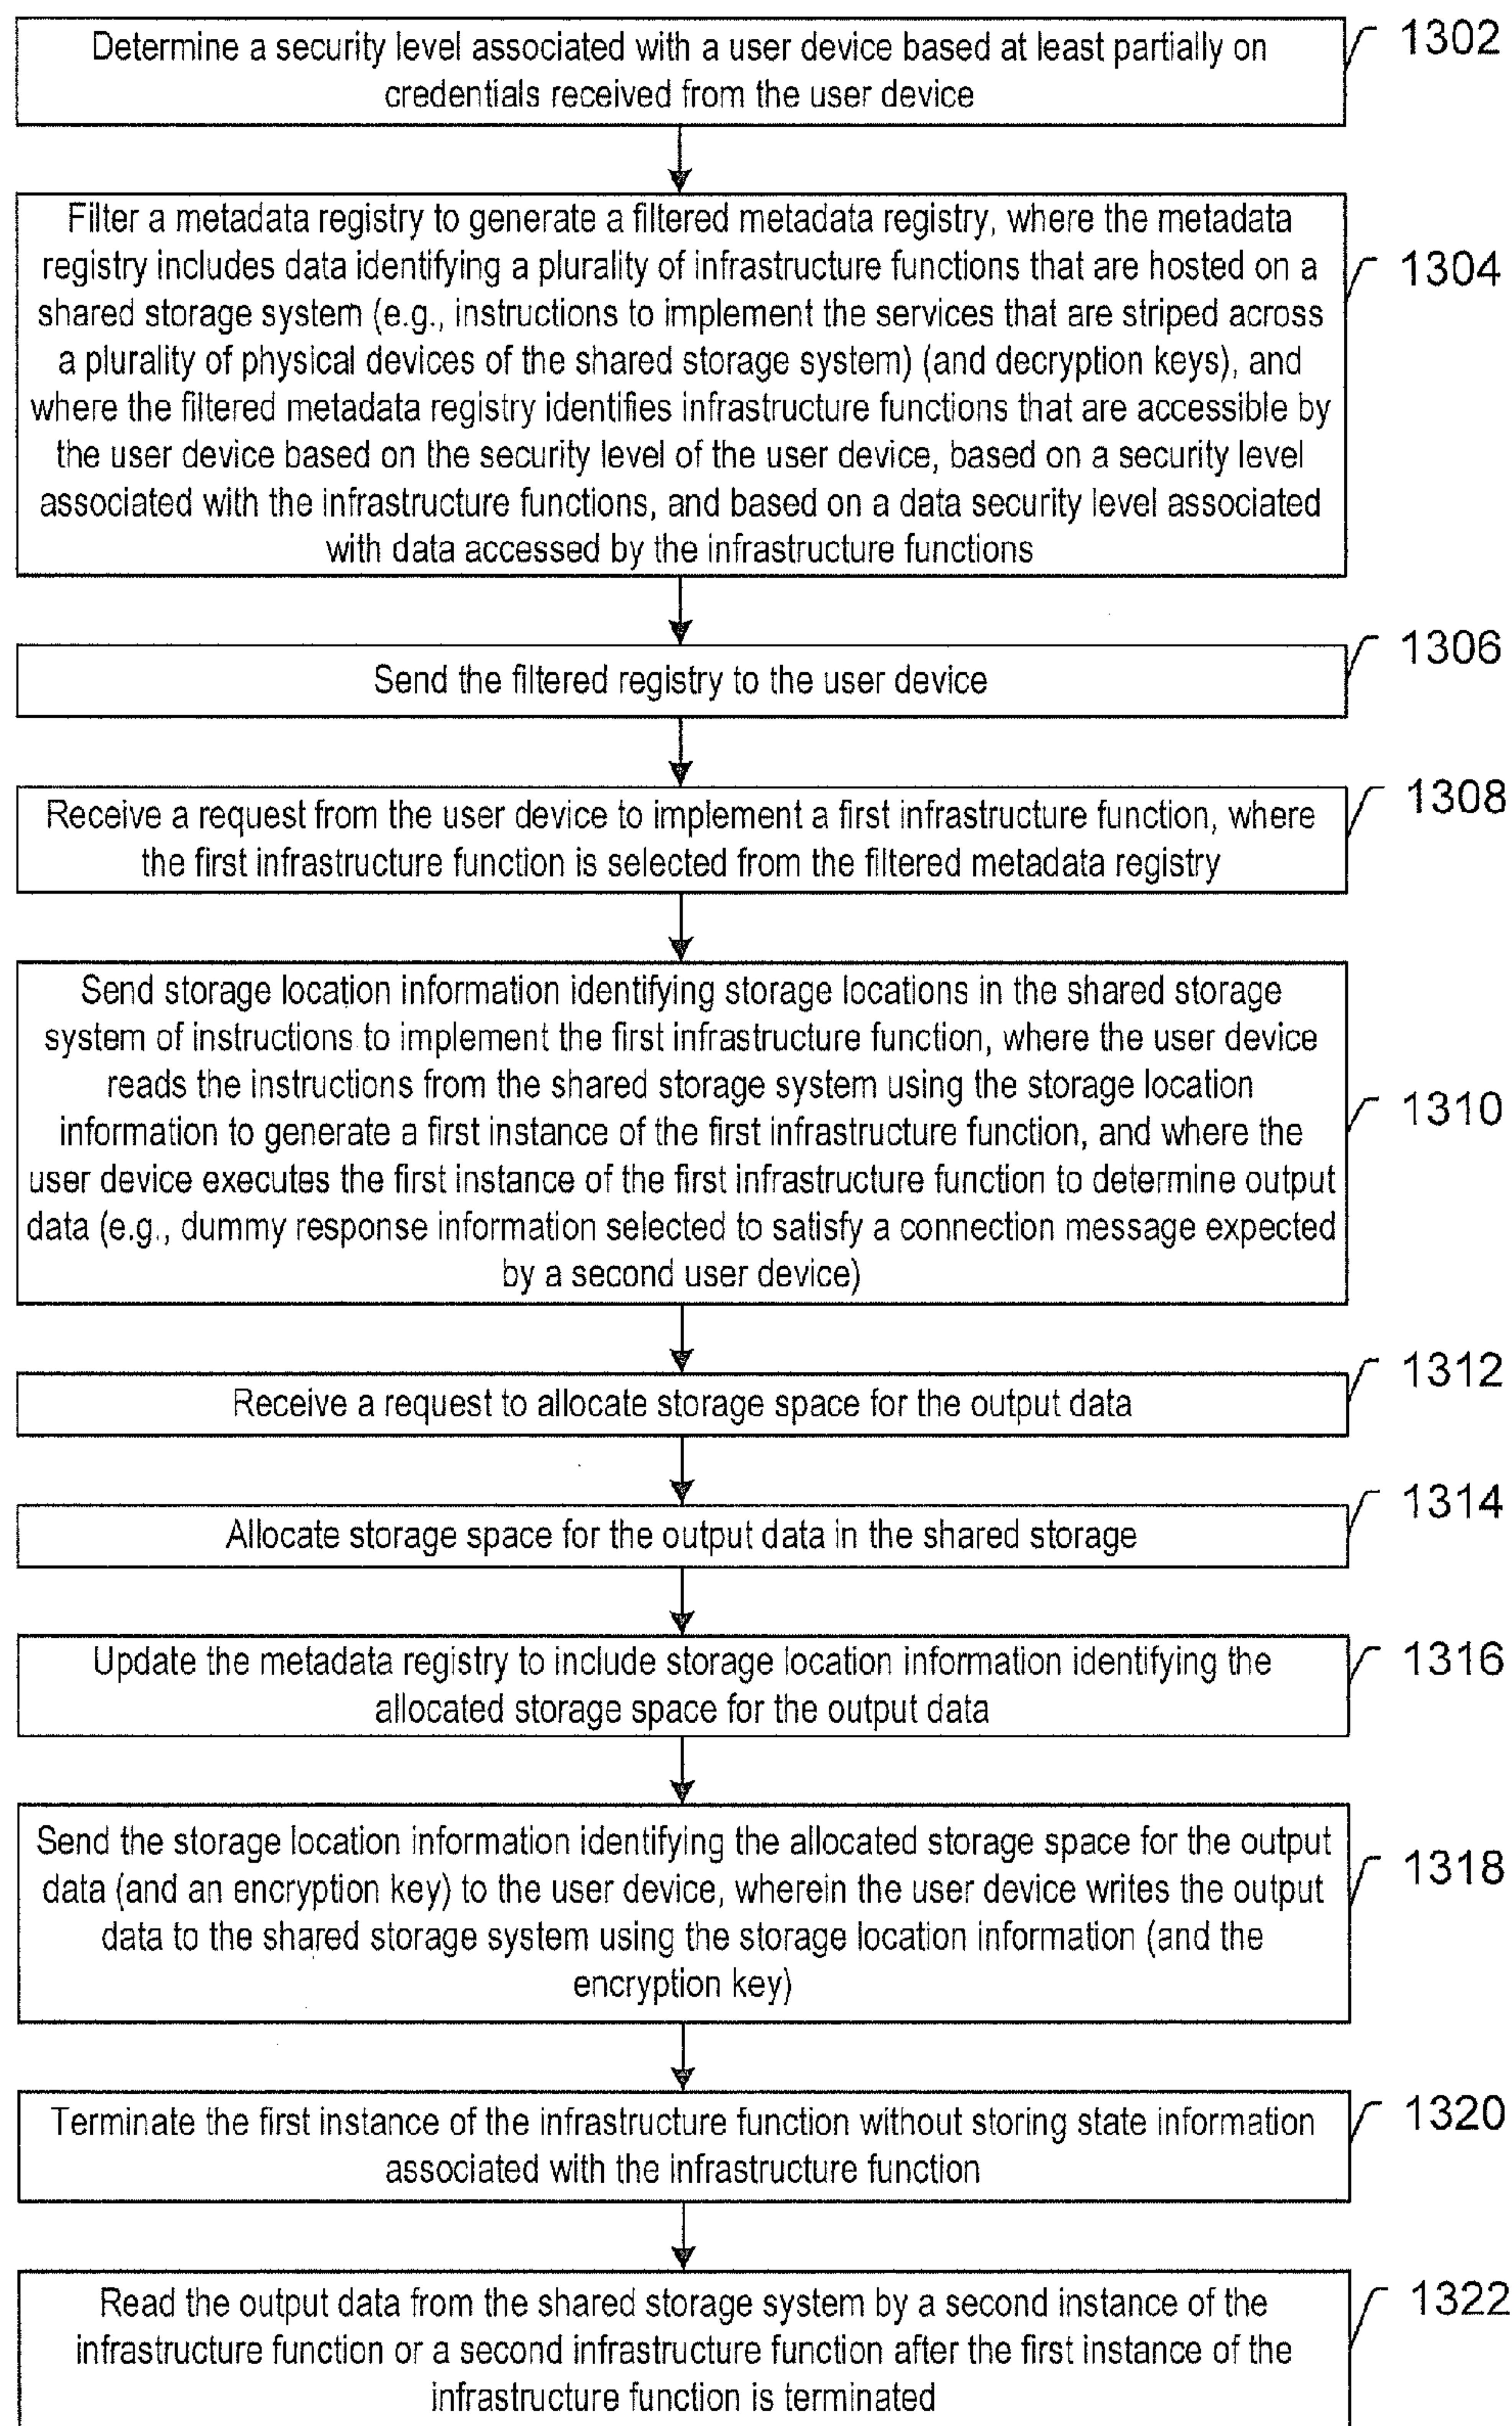 Determine a security level associated with a user device based at least partially on
credentials received from the user device
1302
Filter a metadata registry to generate a filtered metadata registry, where the metadata
registry includes data identifying a plurality of infrastructure functions that are hosted on a
shared storage system (e.g., instructions to implement the services that are striped across
a plurality of physical devices of the shared storage system) (and decryption keys), and
where the filtered metadata registry identifies infrastructure functions that are accessible by
the user device based on the security level of the user device, based on a security level
associated with the infrastructure functions, and based on a data security level associated
with data accessed by the infrastructure functions
1304
Send the filtered registry to the user device
1306
Receive a request from the user device to implement a first infrastructure function, where
the first infrastructure function is selected from the filtered metadata registry
1308
Send storage location information identifying storage locations in the shared storage
system of instructions to implement the first infrastructure function, where the user device
reads the instructions from the shared storage system using the storage location
information to generate a first instance of the first infrastructure function, and where the
user device executes the first instance of the first infrastructure function to determine output
data (e.g., dummy response information selected to satisfy a connection message expected
by a second user device)
1310
Receive a request to allocate storage space for the output data
1312
Allocate storage space for the output data in the shared storage
1314
Update the metadata registry to include storage location information identifying the
allocated storage space for the output data
1316
Send the storage location information identifying the allocated storage space for the output
data (and an encryption key) to the user device, wherein the user device writes the output
data to the shared storage system using the storage location information (and the
encryption key)
1318
Terminate the first instance of the infrastructure function without storing state information
associated with the infrastructure function
1320
Read the output data from the shared storage system by a second instance of the
infrastructure function or a second infrastructure function after the first instance of the
infrastructure function is terminated
1322